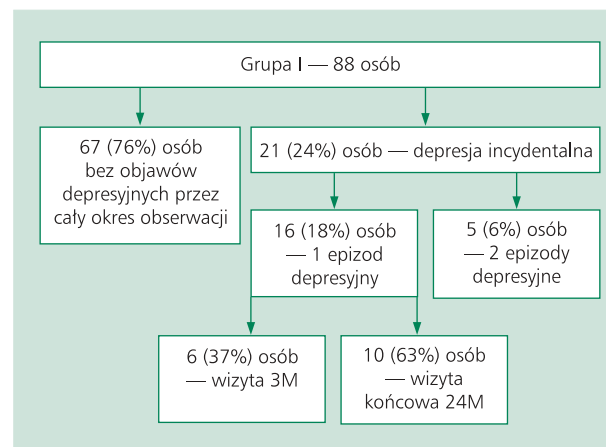 Grupa I — 88 osób
67 (76%) osób
bez objawów
depresyjnych przez
cały okres obserwacji
21 (24%) osób — depresja incydentalna
16 (18%) osób
— 1 epizod
depresyjny
5 (6%) osób
— 2 epizody
depresyjne
6 (37%) osób
— wizyta 3M
10 (63%) osób
— wizyta
końcowa 24M